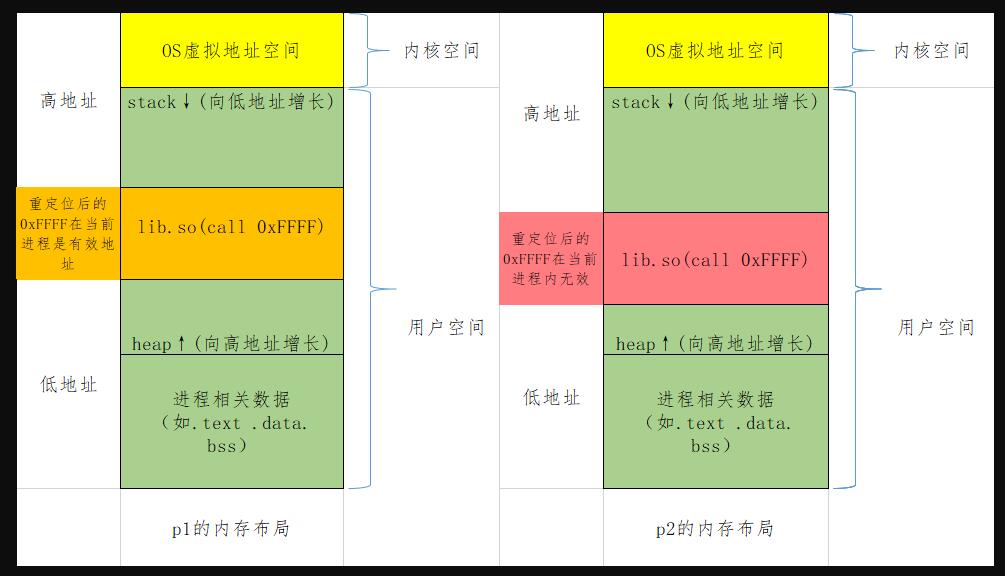 OS虚拟地址空间
内核空间
高地址
stack↓(向低地址增长)
重定位后的
0xFFFF在当前
进程是有效地
址
lib.so(call 0xFFFF)
用户空间
heap↑(向高地址增长)
低地址
进程相关数据
(如.text .data.
bss)
p1的内存布局
OS虚拟地址空间
内核空间
高地址
stack↓(向低地址增长)
重定位后的
0xFFFF在当前
进程内无效
lib.so(call 0xFFFF)
用户空间
heap↑(向高地址增长)
低地址
进程相关数据
(如.text .data.
bss)
p2的内存布局